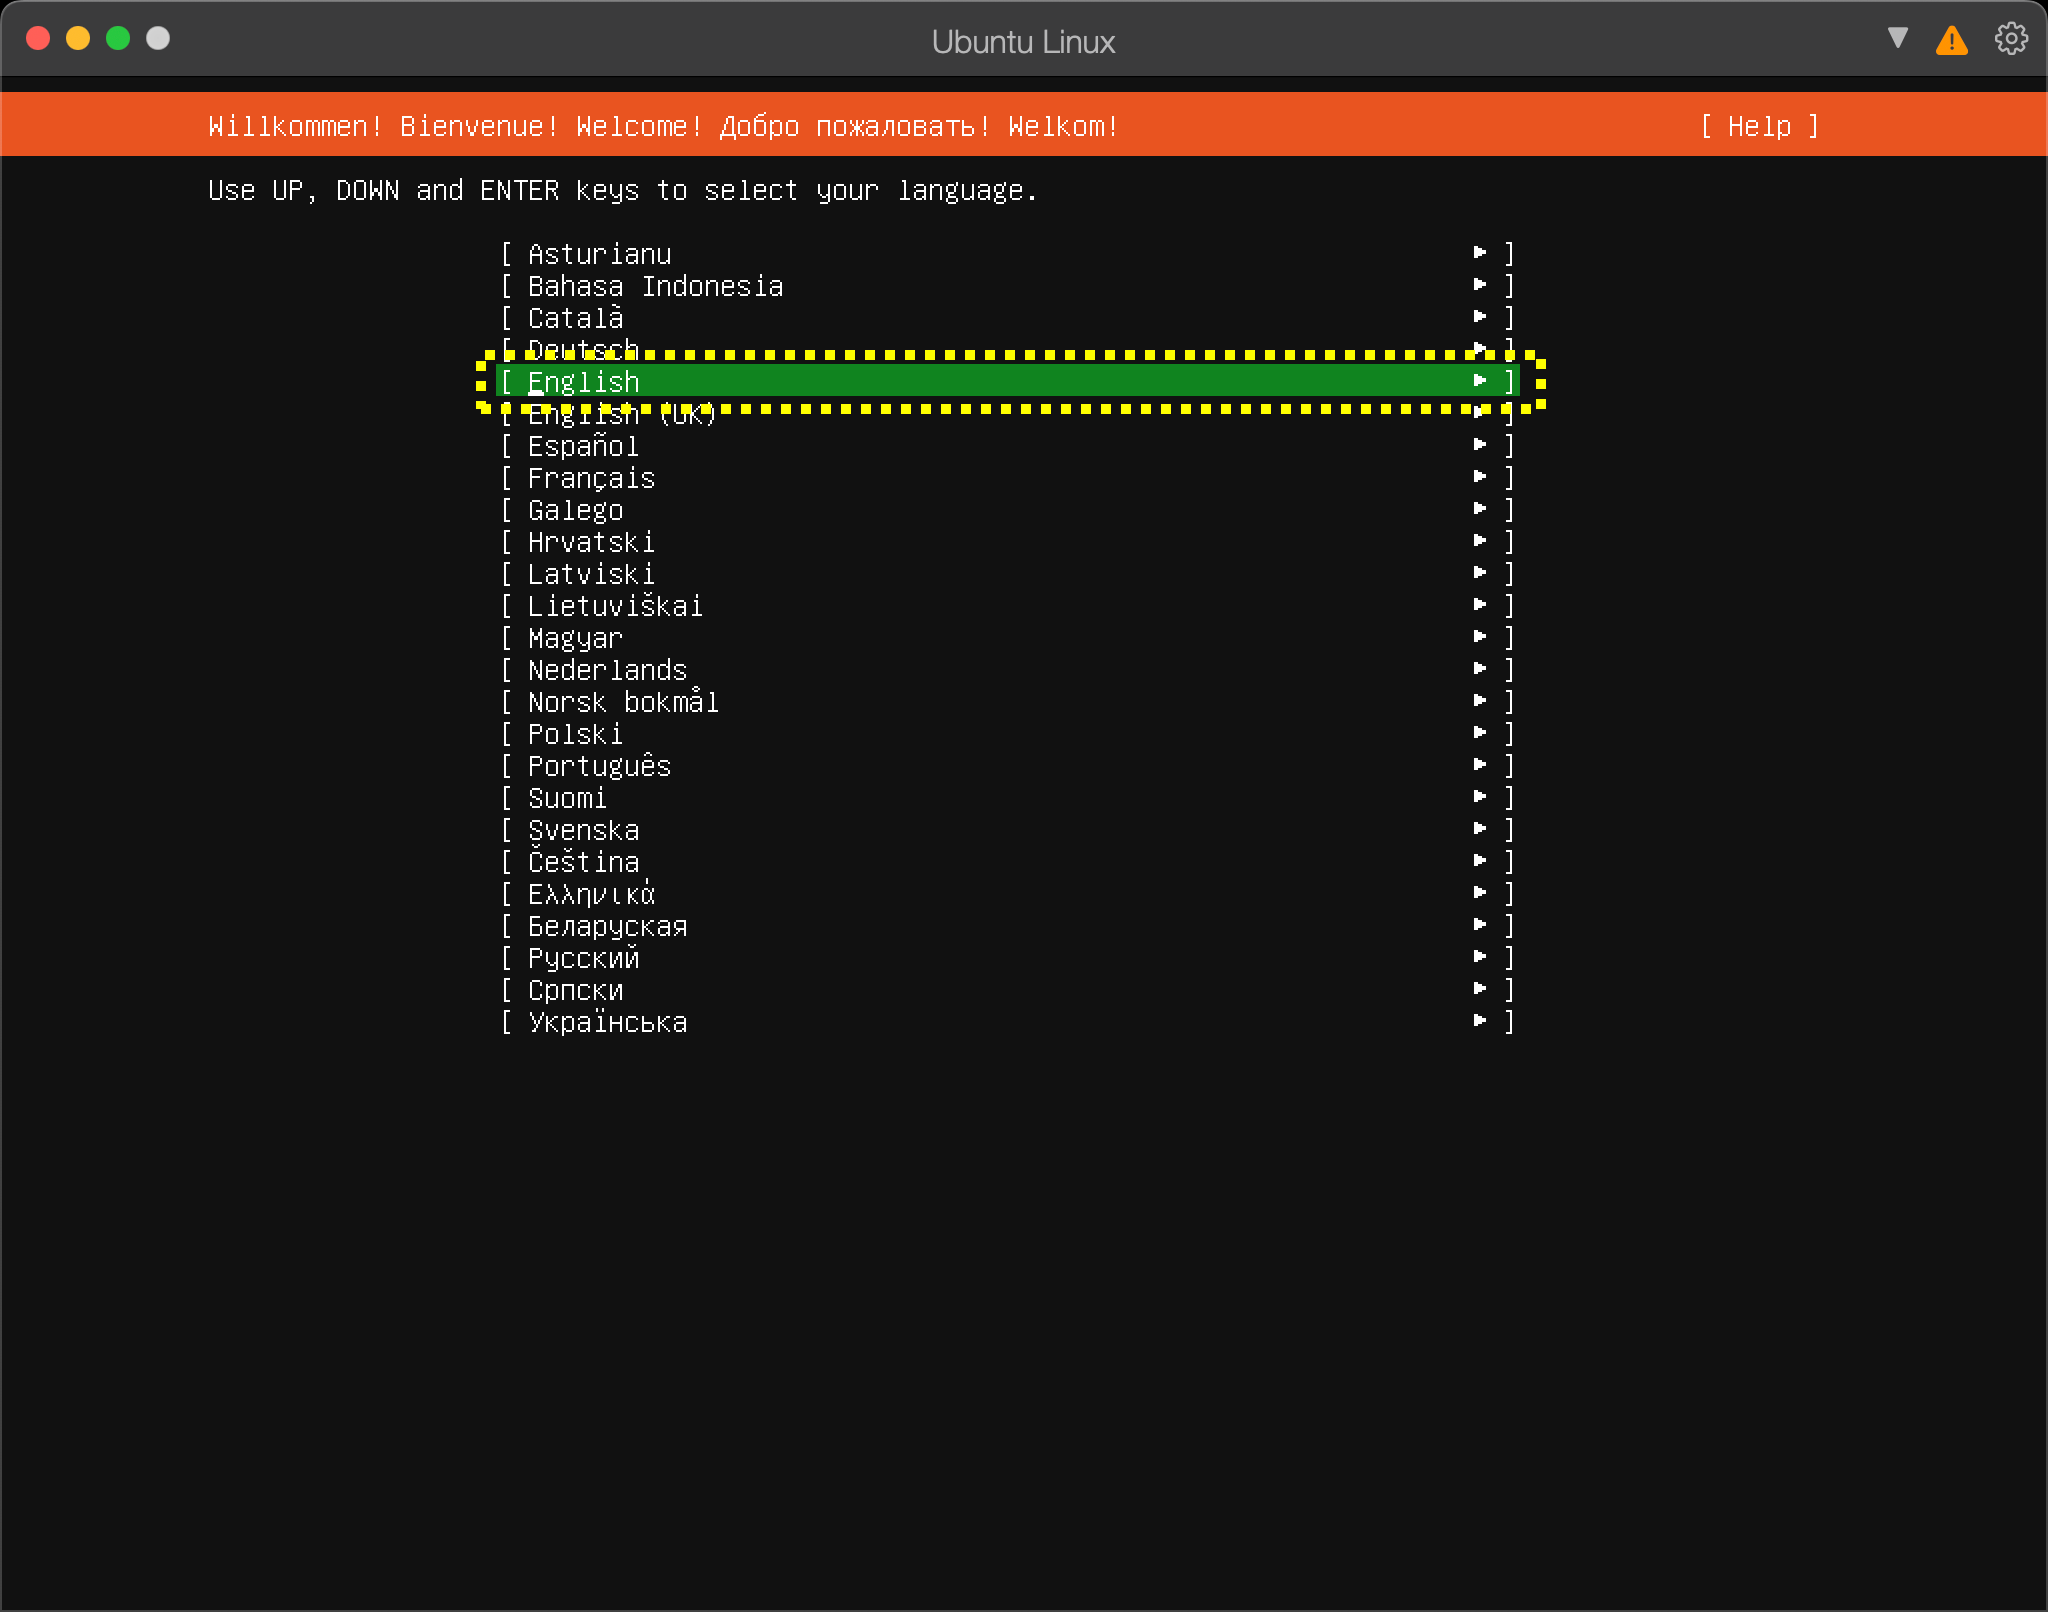 Ubuntu Linux
Willkommen! Bienvenue! Welcome! Добро пожаловать! Welkom! [ Help ]
Use UP, DOWN and ENTER keys to select your language.
[ Asturianu ► ]
[ Bahasa Indonesia ► ]
[ Català ► ]
[ Deutsch ► ]
[ English ► ]
[ English (UK) ► ]
[ Español ► ]
[ Français ► ]
[ Galego ► ]
[ Hrvatski ► ]
[ Latviski ► ]
[ Lietuviškai ► ]
[ Magyar ► ]
[ Nederlands ► ]
[ Norsk bokmål ► ]
[ Polski ► ]
[ Português ► ]
[ Suomi ► ]
[ Svenska ► ]
[ Čeština ► ]
[ Ελληνικά ► ]
[ Беларуская ► ]
[ Русский ► ]
[ Српски ► ]
[ Українська ► ]